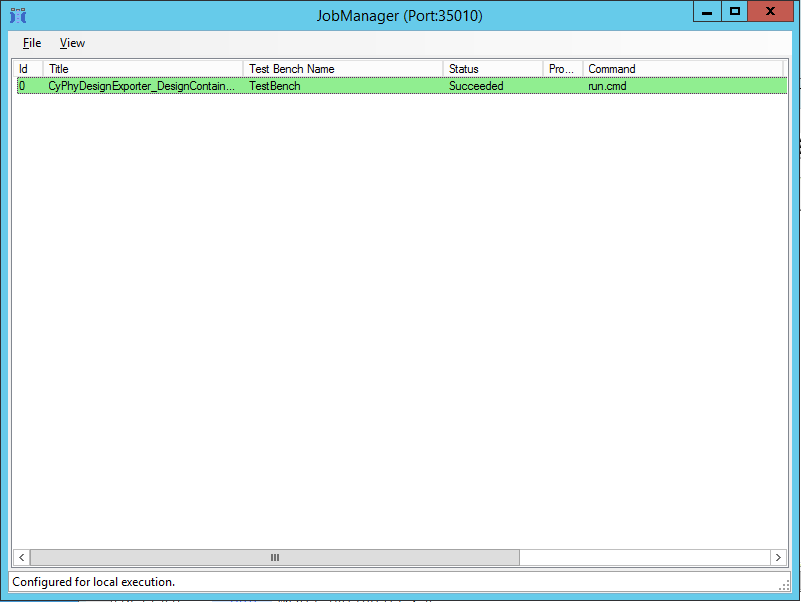 JobManager (Port:35010)
File View
Id Title Test Bench Name Status Pro... Command
0 CyPhyDesignExporter_DesignContain... TestBench Succeeded run.cmd
Configured for local execution.